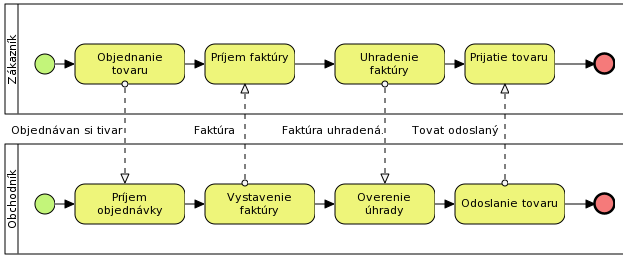 Zákazník
Objednanie
tovaru
Príjem faktúry
Uhradenie
faktúry
Prijatie tovaru
Objednávan si tivar
Faktúra
Faktúra uhradená.
Tovat odoslaný
Obchodník
Príjem
objednávky
Vystavenie
faktúry
Overenie
úhrady
Odoslanie tovaru